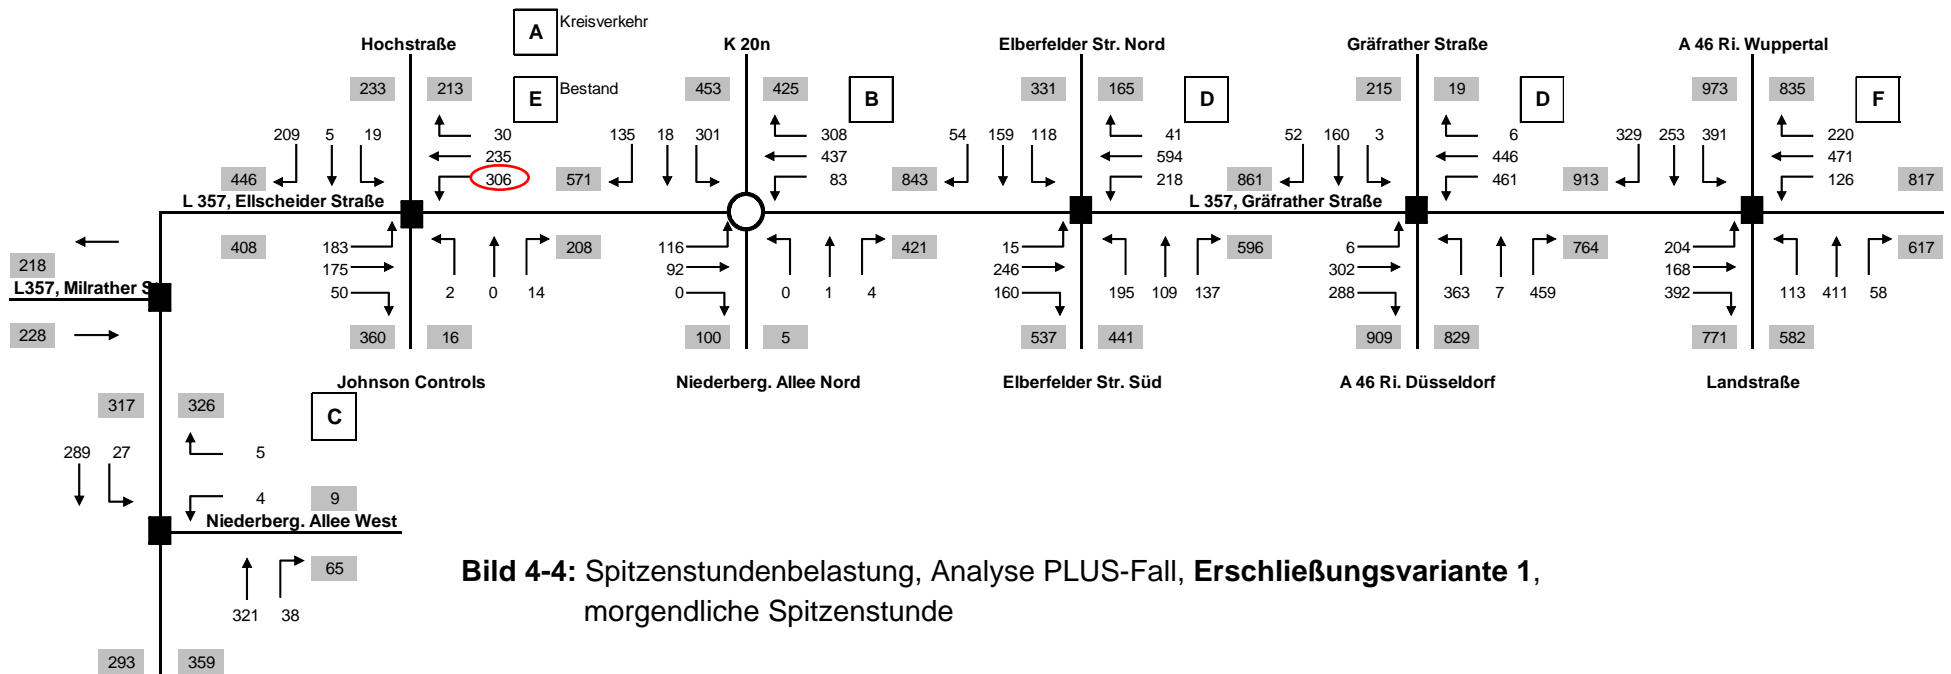 A Kreisverkehr
Hochstraße K 20n Elberfelder Str. Nord Gräfrather Straße A 46 Ri. Wuppertal
233 213 E Bestand 453 425 B 331 165 D 215 19 D 973 835 F
209 5 19 30 135 18 301 308 54 159 118 41 52 160 3 6 329 253 391 220
235 437 594 446 471
446 306 571 83 843 218 861 461 913 126 817
L 357, Ellscheider Straße L 357, Gräfrather Straße
408 183 208 116 421 15 596 6 764 204 617
218 175 92 246 302 168
L357, Milrather S 50 2 0 14 0 0 1 4 160 195 109 137 288 363 7 459 392 113 411 58
228 360 16 100 5 537 441 909 829 771 582
Johnson Controls Niederberg. Allee Nord Elberfelder Str. Süd A 46 Ri. Düsseldorf Landstraße
317 326 C
289 27 5
4 9
Niederberg. Allee West
65
321 38
293 359
Bild 4-4: Spitzenstundenbelastung, Analyse PLUS-Fall, Erschließungsvariante 1,
morgendliche Spitzenstunde